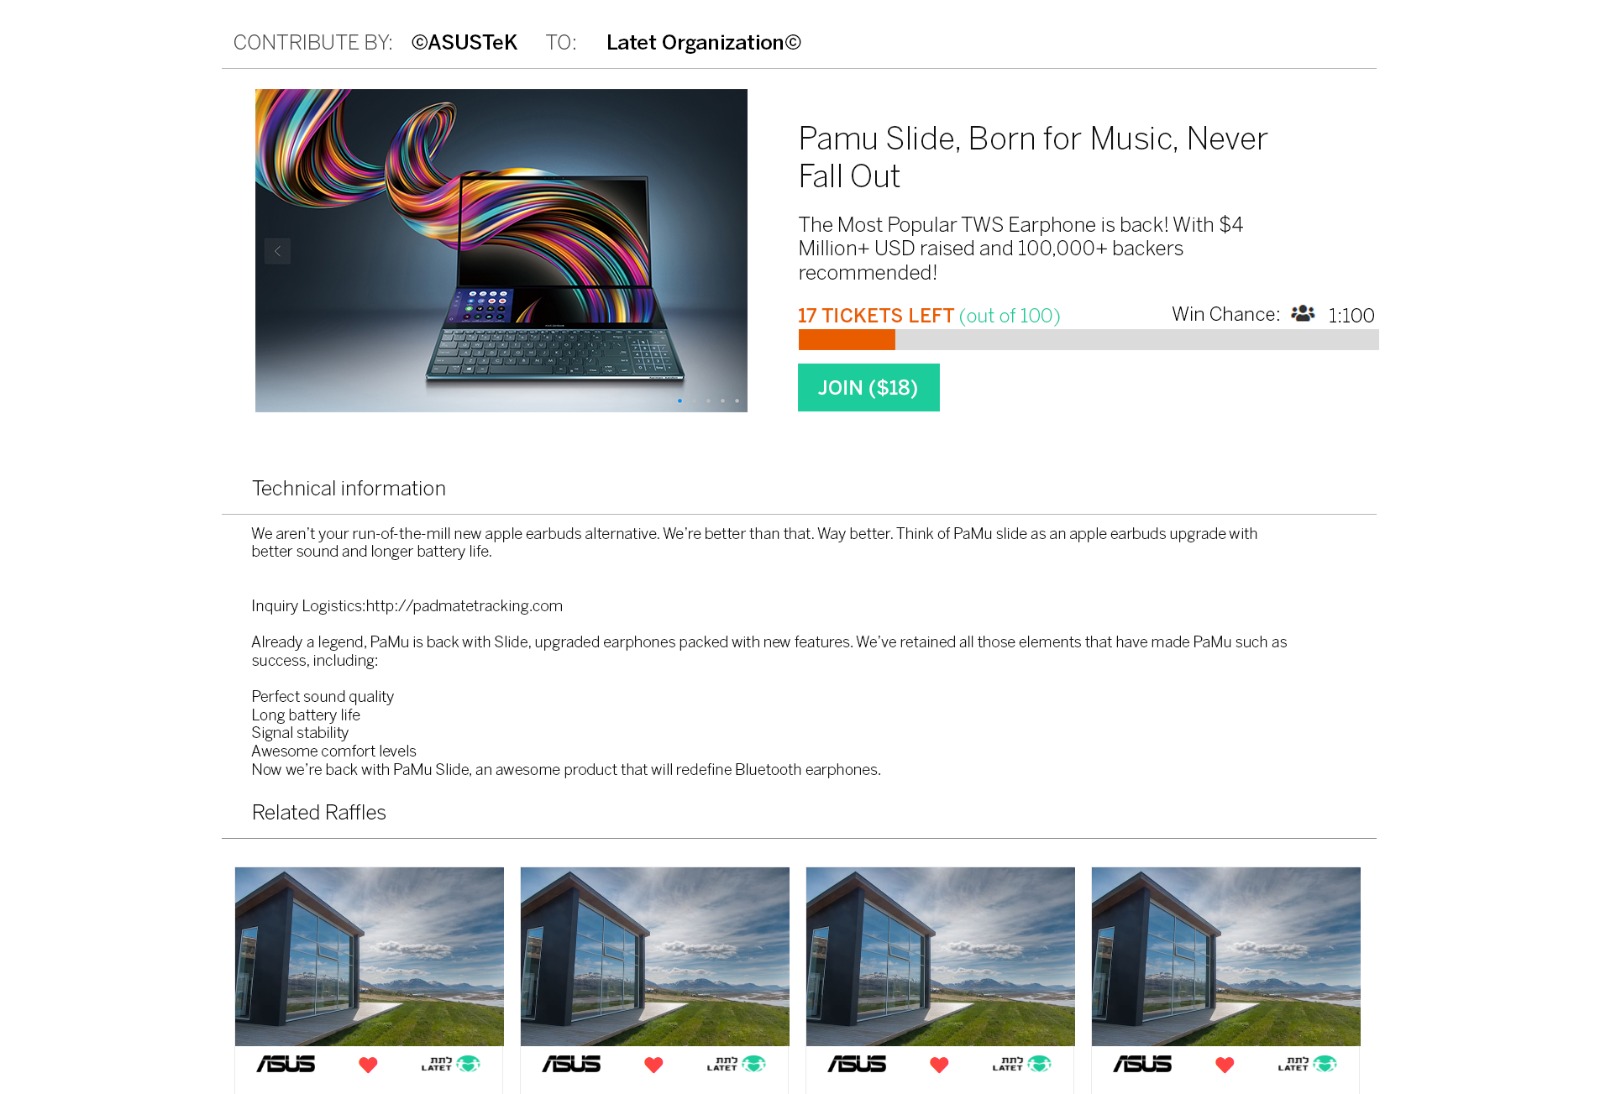 CONTRIBUTE BY: ©ASUSTeK TO: Latet Organization©
Pamu Slide, Born for Music, Never
Fall Out
The Most Popular TWS Earphone is back! With $4
Million+ USD raised and 100,000+ backers
recommended!
17 TICKETS LEFT (out of 100) Win Chance: 1:100
JOIN ($18)
Technical information
We aren’t your run-of-the-mill new apple earbuds alternative. We’re better than that. Way better. Think of PaMu slide as an apple earbuds upgrade with
better sound and longer battery life.
Inquiry Logistics:http://padmatetracking.com
Already a legend, PaMu is back with Slide, upgraded earphones packed with new features. We’ve retained all those elements that have made PaMu such as
success, including:
Perfect sound quality
Long battery life
Signal stability
Awesome comfort levels
Now we’re back with PaMu Slide, an awesome product that will redefine Bluetooth earphones.
Related Raffles
ASUS לתת LATET ASUS לתת LATET ASUS לתת LATET ASUS לתת LATET